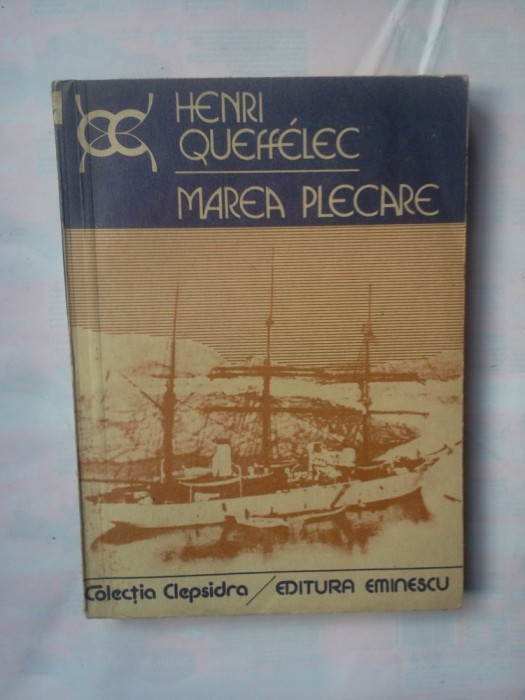 HENRI
QUEFFÉLEC
MAREA PLECARE
Colecția Clepsidra / EDITURA EMINESCU